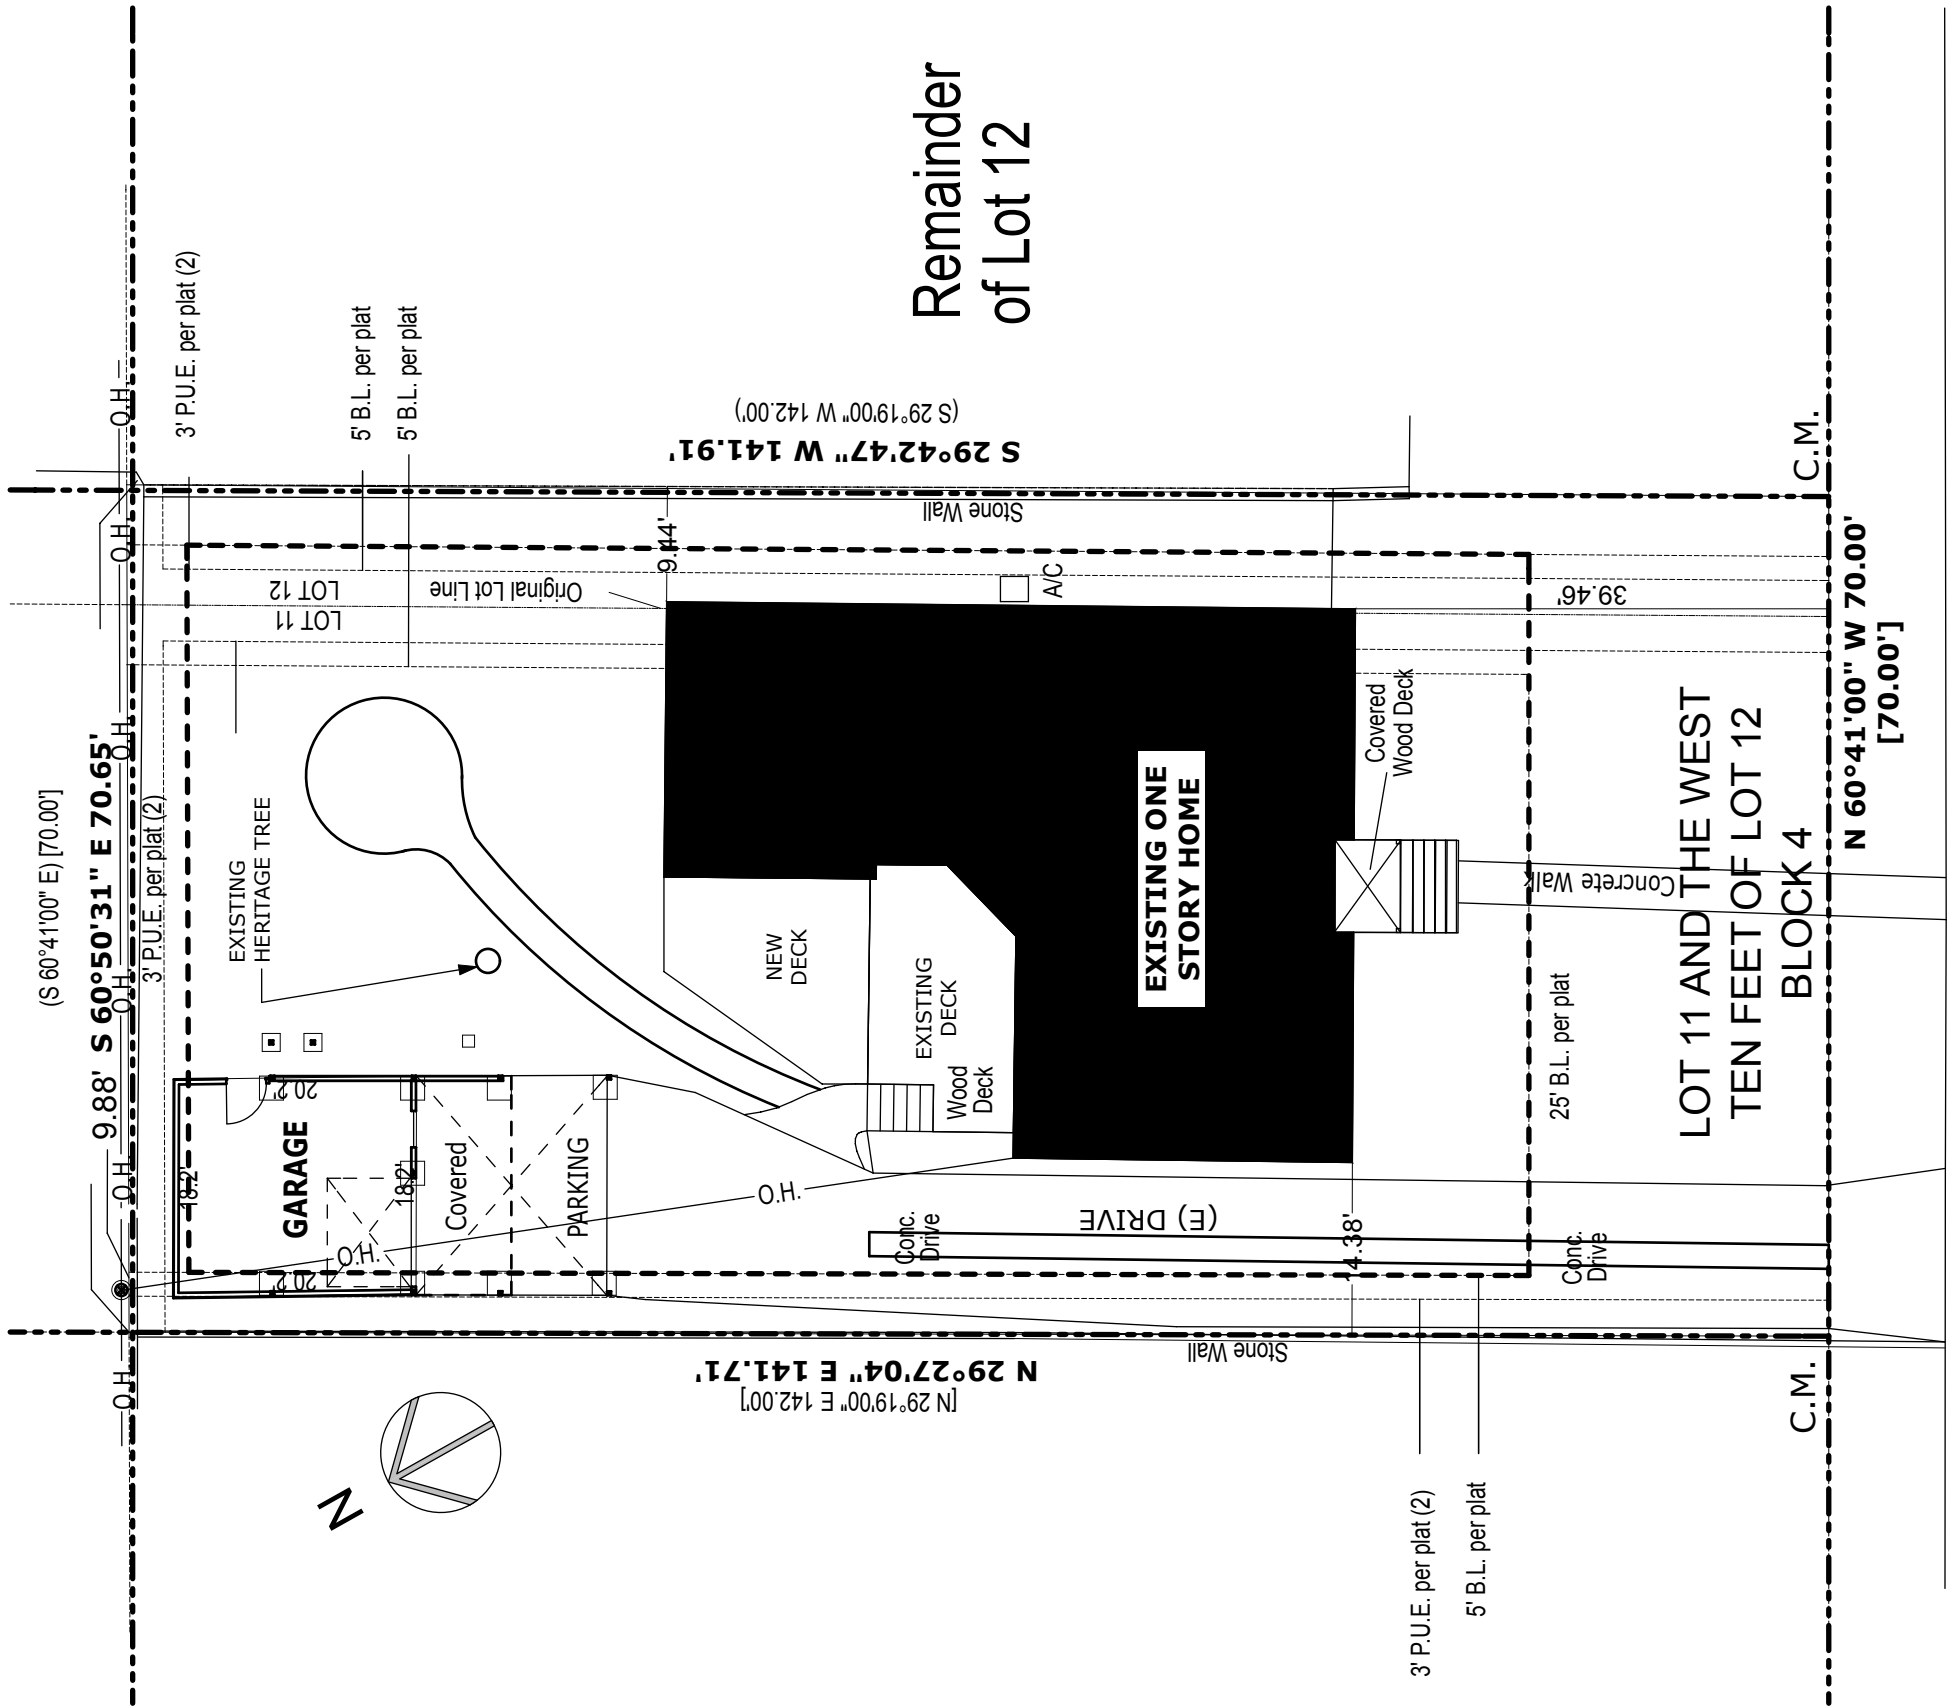 Remainder
of Lot 12
3' P.U.E. per plat (2)
5' B.L. per plat
5' B.L. per plat
(S 29°19'00" W 142.00')
S 29°42'47" W 141.91'
C.M.
Stone Wall
9.44'
O.H.
O.H.
O.H.
O.H.
O.H.
O.H.
LOT 12
LOT 11
Original Lot Line
A/C
39.46'
N 60°41'00" W 70.00'
[70.00']
(S 60°41'00" E) [70.00']
S 60°50'31" E 70.65'
3' P.U.E. per plat (2)
9.88'
EXISTING
HERITAGE TREE
NEW
DECK
EXISTING
DECK
Wood
Deck
EXISTING ONE
STORY HOME
Covered
Wood Deck
Concrete Walk
LOT 11 AND THE WEST
TEN FEET OF LOT 12
BLOCK 4
25' B.L. per plat
20.2'
18.2'
GARAGE
18.2'
20.2'
Covered
PARKING
O.H.
O.H.
Conc.
Drive
(E) DRIVE
14.38'
Conc.
Drive
Stone Wall
N 29°27'04" E 141.71'
[N 29°19'00" E 142.00']
C.M.
N
3' P.U.E. per plat (2)
5' B.L. per plat